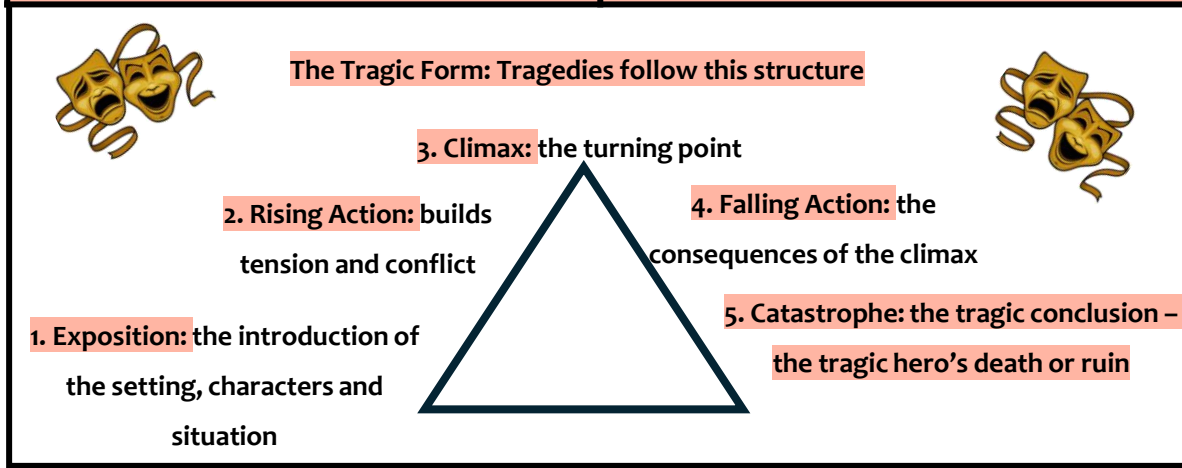 The Tragic Form: Tragedies follow this structure
3. Climax: the turning point
2. Rising Action: builds
tension and conflict
4. Falling Action: the
consequences of the climax
1. Exposition: the introduction of
the setting, characters and
situation
5. Catastrophe: the tragic conclusion –
the tragic hero's death or ruin